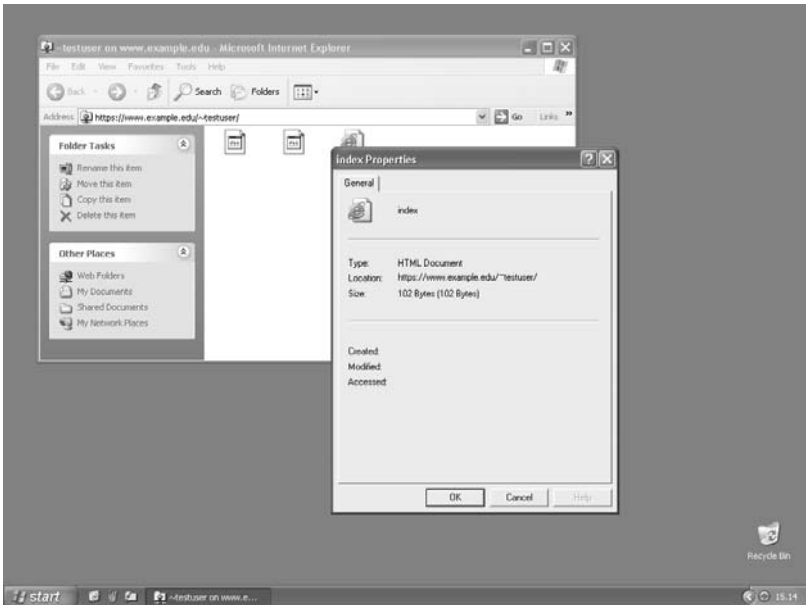 ~testuser on www.example.edu - Microsoft Internet Explorer
File Edit View Favorites Tools Help
Back Search Folders
Address https://www.example.edu/~testuser/ Go Links »
Folder Tasks
Rename this item
Move this item
Copy this item
Delete this item
Other Places
Web Folders
My Documents
Shared Documents
My Network Places
index Properties
General
index
Type: HTML Document
Location: https://www.example.edu/~testuser/
Size: 102 Bytes (102 Bytes)
Created:
Modified:
Accessed:
OK Cancel Help
Recycle Bin
start ~testuser on www.e... 15.14